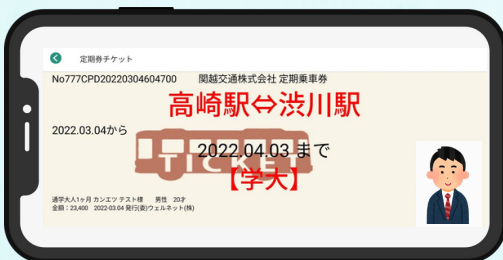 定期券チケット
No777CPD20220304604700 関越交通株式会社 定期乗車券
高崎駅⇔渋川駅
2022.03.04から
TICKET
2022.04.03 まで
【学大】
通学大人1ヶ月 カンエツ テスト様 男性 20才
金額：23,400 2022.03.04 発行(委)ウェルネット(株)